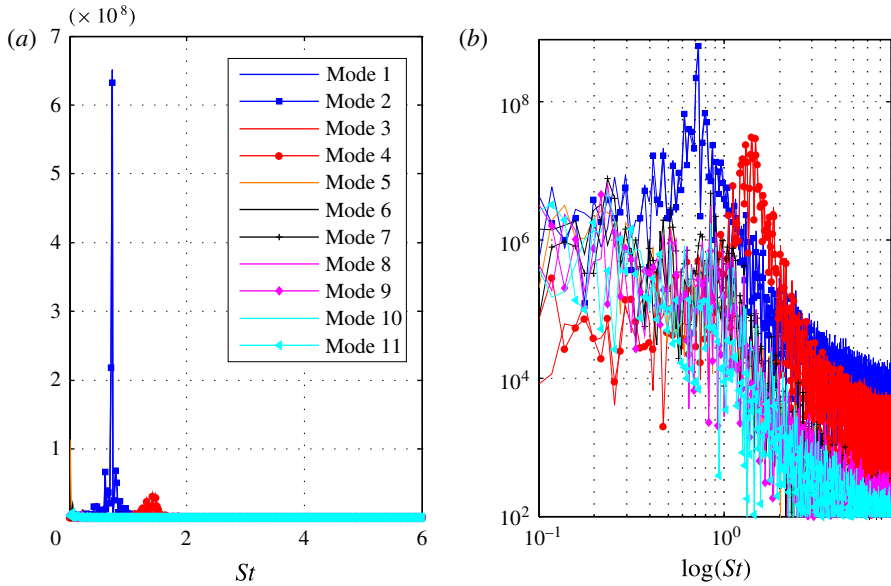 (× 10⁸)
(a)
(b)
7
6
5
4
3
2
1
0
2
4
6
St
Mode 1
Mode 2
Mode 3
Mode 4
Mode 5
Mode 6
Mode 7
Mode 8
Mode 9
Mode 10
Mode 11
10⁸
10⁶
10⁴
10²
10⁻¹
10⁰
log(St)